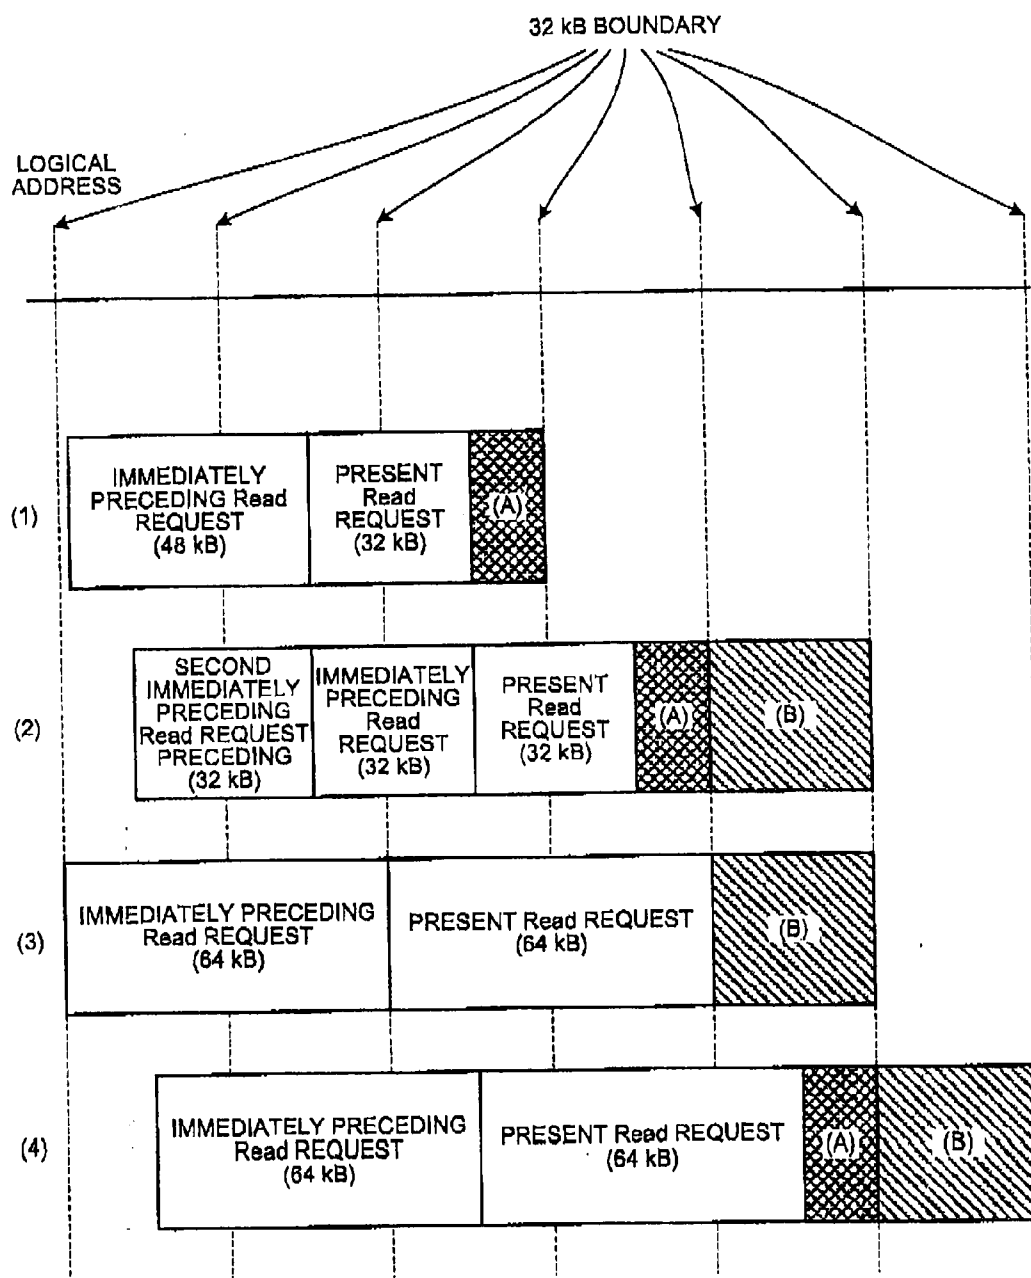 32 kB BOUNDARY
LOGICAL
ADDRESS
(1)
IMMEDIATELY
PRECEDING Read
REQUEST
(48 kB)
PRESENT
Read
REQUEST
(32 kB)
(A)
(2)
SECOND
IMMEDIATELY
PRECEDING
Read REQUEST
PRECEDING
(32 kB)
IMMEDIATELY
PRECEDING
Read
REQUEST
(32 kB)
PRESENT
Read
REQUEST
(32 kB)
(A)
(B)
(3)
IMMEDIATELY PRECEDING
Read REQUEST
(64 kB)
PRESENT Read REQUEST
(64 kB)
(B)
(4)
IMMEDIATELY PRECEDING
Read REQUEST
(64 kB)
PRESENT Read REQUEST
(64 kB)
(A)
(B)